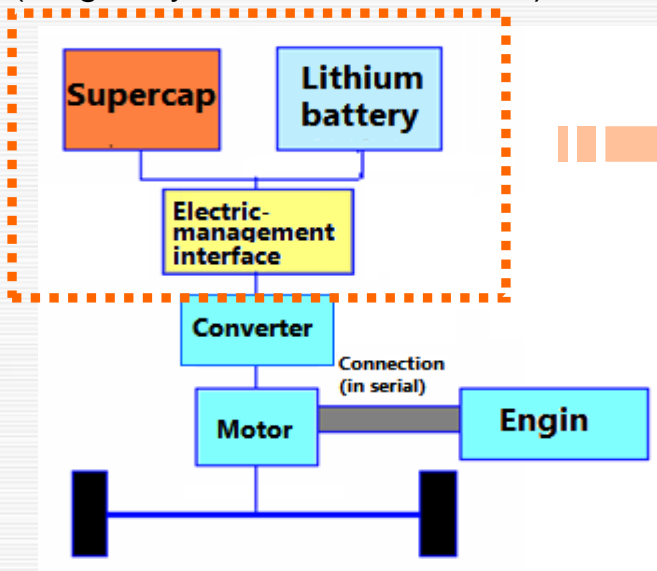 Supercap
Lithium
battery
Electric-
management
interface
Converter
Connection
(in serial)
Motor
Engin